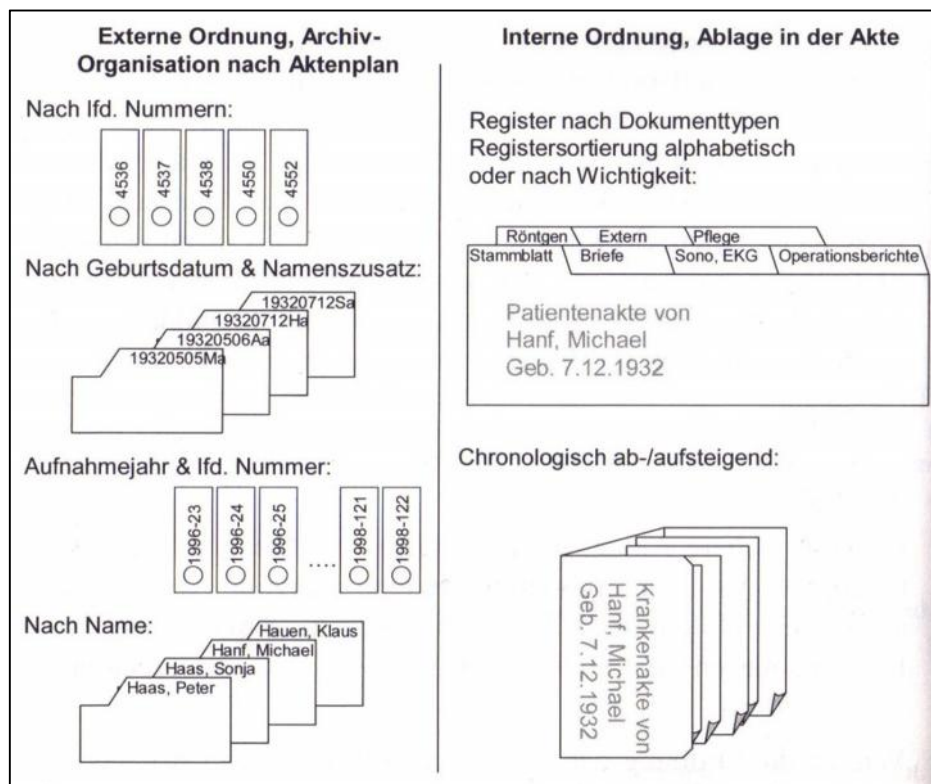 Externe Ordnung, Archiv-
Organisation nach Aktenplan
Nach lfd. Nummern:
4536
4537
4538
4550
4552
Nach Geburtsdatum & Namenszusatz:
19320712Sa
19320712Ha
19320506Aa
19320505Ma
Aufnahmejahr & lfd. Nummer:
1996-23
1996-24
1996-25
....
1998-121
1998-122
Nach Name:
Hauen, Klaus
Hanf, Michael
Haas, Sonja
Haas, Peter
Interne Ordnung, Ablage in der Akte
Register nach Dokumenttypen
Registersortierung alphabetisch
oder nach Wichtigkeit:
Röntgen Extern Pflege
Stammblatt Briefe Sono, EKG Operationsberichte
Patientenakte von
Hanf, Michael
Geb. 7.12.1932
Chronologisch ab-/aufsteigend:
Krankenakte von
Hanf, Michael
Geb. 7.12.1932